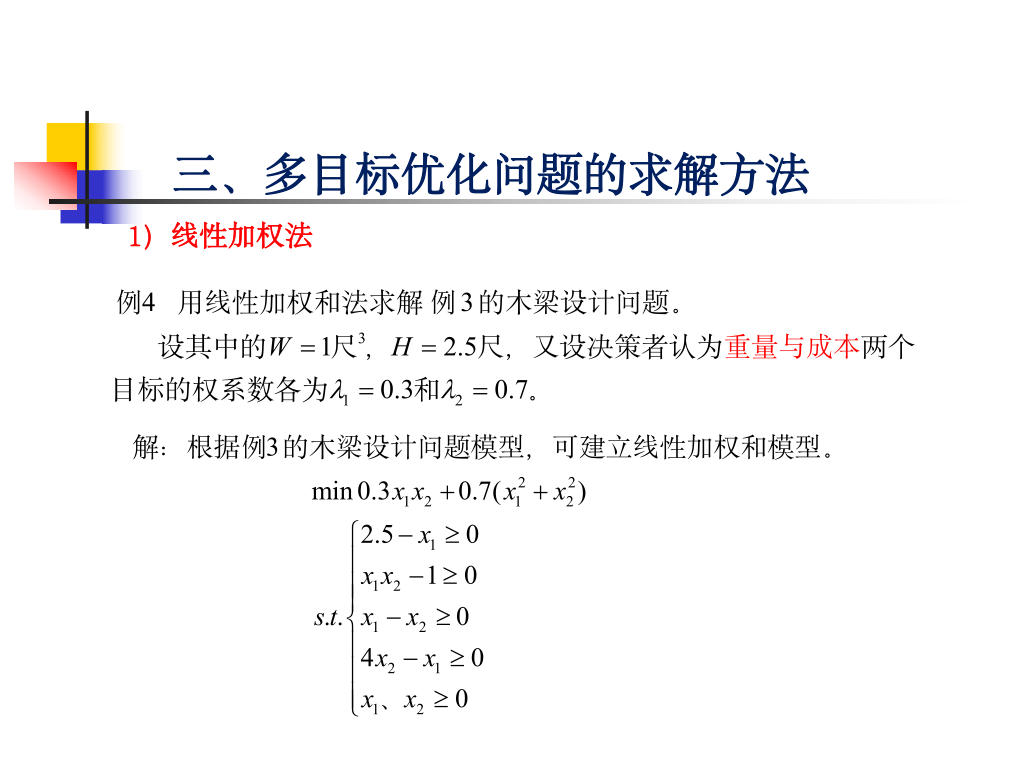 三、多目标优化问题的求解方法
1) 线性加权法
例4 用线性加权和法求解 例3的木梁设计问题。
设其中的W = 1尺³, H = 2.5尺, 又设决策者认为重量与成本两个
目标的权系数各为λ₁ = 0.3和λ₂ = 0.7。
解: 根据例3的木梁设计问题模型, 可建立线性加权和模型。
min 0.3x₁x₂ + 0.7(x₁² + x₂²)
2.5 − x₁ ≥ 0
x₁x₂ − 1 ≥ 0
s.t. x₁ − x₂ ≥ 0
4x₂ − x₁ ≥ 0
x₁、x₂ ≥ 0